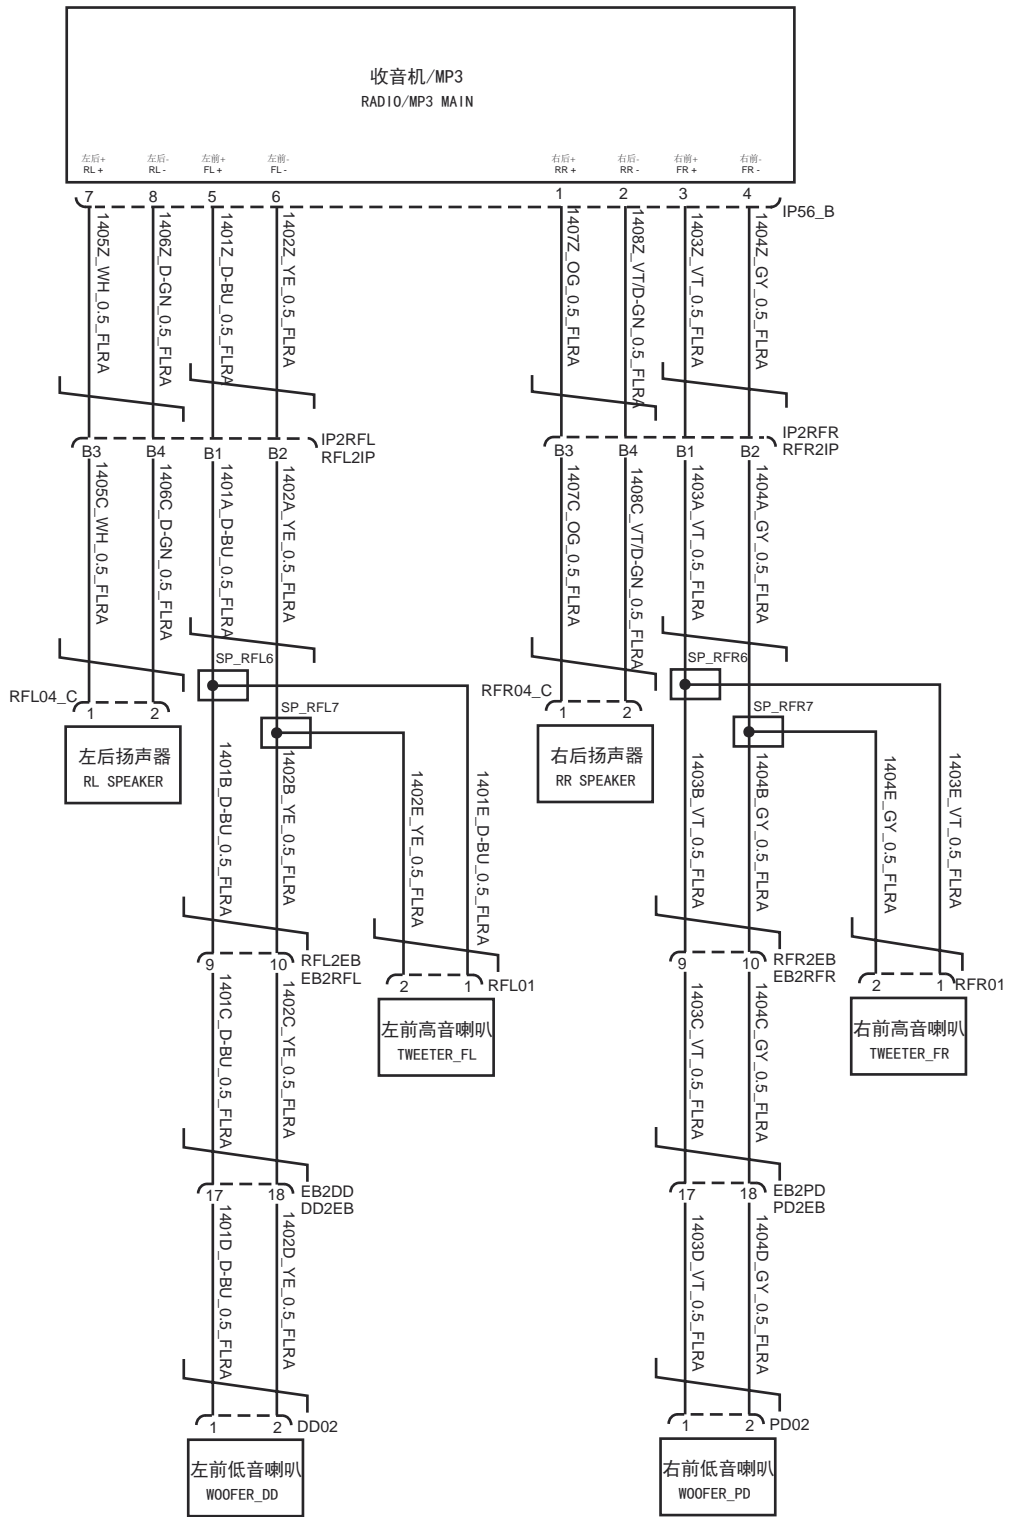 收音机/MP3
RADIO/MP3 MAIN
左后+ 左后- 左前+ 左前- 右后+ 右后- 右前+ 右前-
RL + RL - FL + FL - RR + RR - FR + FR -
7 8 5 6 1 2 3 4
IP56_B
1405Z_WH_0.5_FLRA
1406Z_D-GN_0.5_FLRA
1401Z_D-BU_0.5_FLRA
1402Z_YE_0.5_FLRA
1407Z_OG_0.5_FLRA
1408Z_VT/D-GN_0.5_FLRA
1403Z_VT_0.5_FLRA
1404Z_GY_0.5_FLRA
IP2RFL
RFL2IP
IP2RFR
RFR2IP
B3 B4 B1 B2 B3 B4 B1 B2
1405C_WH_0.5_FLRA
1406C_D-GN_0.5_FLRA
1401A_D-BU_0.5_FLRA
1402A_YE_0.5_FLRA
1407C_OG_0.5_FLRA
1408C_VT/D-GN_0.5_FLRA
1403A_VT_0.5_FLRA
1404A_GY_0.5_FLRA
SP_RFL6
SP_RFR6
RFL04_C
RFR04_C
SP_RFL7
SP_RFR7
1 2 1 2
左后扬声器
RL SPEAKER
右后扬声器
RR SPEAKER
1401B_D-BU_0.5_FLRA
1402B_YE_0.5_FLRA
1402E_YE_0.5_FLRA
1401E_D-BU_0.5_FLRA
1403B_VT_0.5_FLRA
1404B_GY_0.5_FLRA
1404E_GY_0.5_FLRA
1403E_VT_0.5_FLRA
9 10
RFL2EB
EB2RFL
2 1
RFL01
9 10
RFR2EB
EB2RFR
2 1
RFR01
左前高音喇叭
TWEETER_FL
右前高音喇叭
TWEETER_FR
1401C_D-BU_0.5_FLRA
1402C_YE_0.5_FLRA
1403C_VT_0.5_FLRA
1404C_GY_0.5_FLRA
17 18
EB2DD
DD2EB
17 18
EB2PD
PD2EB
1401D_D-BU_0.5_FLRA
1402D_YE_0.5_FLRA
1403D_VT_0.5_FLRA
1404D_GY_0.5_FLRA
1 2 DD02
1 2 PD02
左前低音喇叭
WOOFER_DD
右前低音喇叭
WOOFER_PD